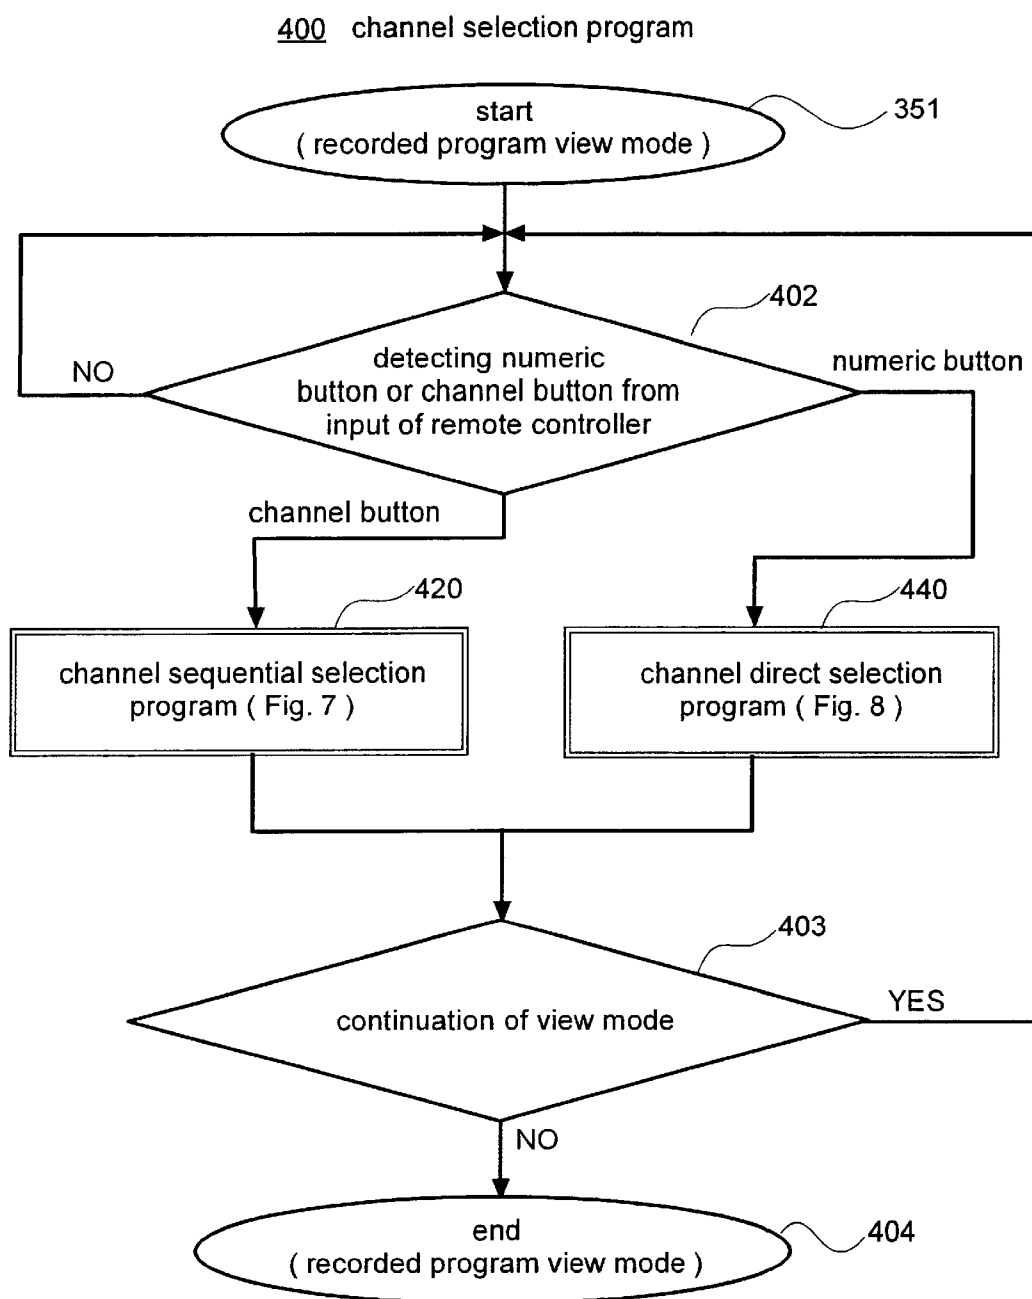 400 channel selection program
start
( recorded program view mode )
351
402
detecting numeric
button or channel button from
input of remote controller
NO
numeric button
channel button
420
440
channel sequential selection
program ( Fig. 7 )
channel direct selection
program ( Fig. 8 )
403
continuation of view mode
YES
NO
end
( recorded program view mode )
404